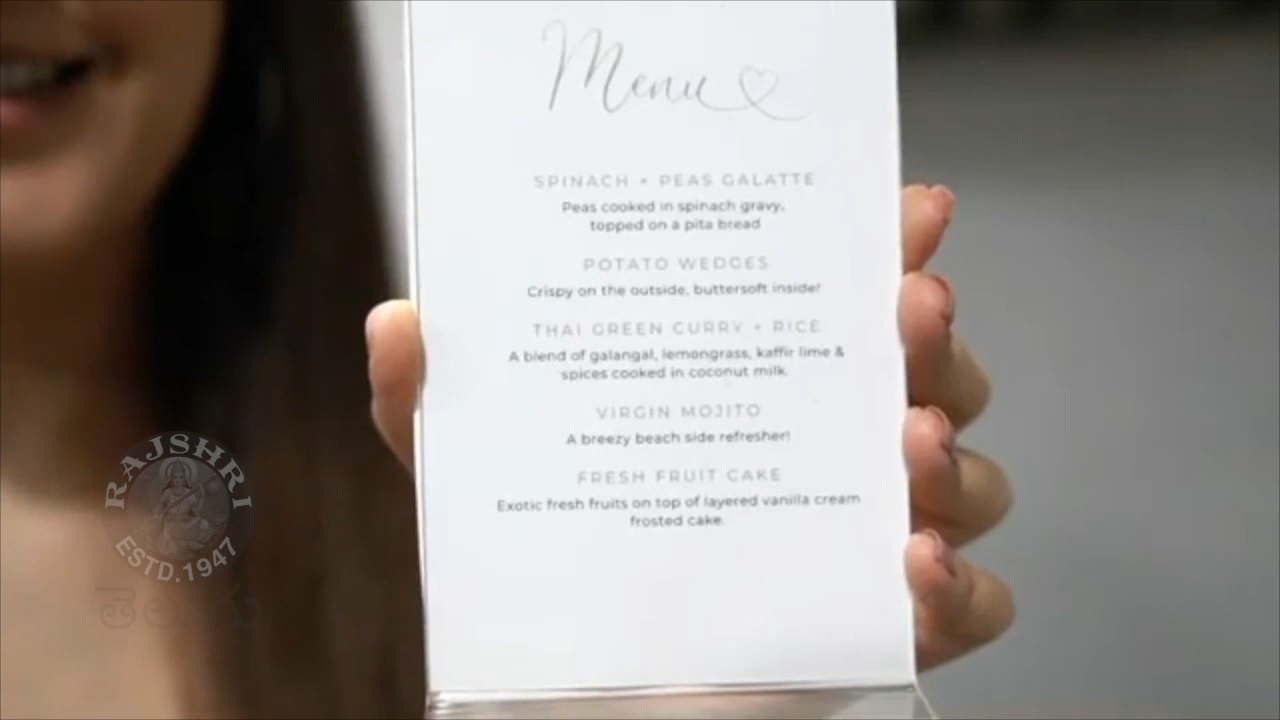 Menu
SPINACH + PEAS GALATTE
Peas cooked in spinach gravy,
topped on a pita bread
POTATO WEDGES
Crispy on the outside, buttersoft inside!
THAI GREEN CURRY + RICE
A blend of galangal, lemongrass, kaffir lime &
spices cooked in coconut milk.
VIRGIN MOJITO
A breezy beach side refresher!
FRESH FRUIT CAKE
Exotic fresh fruits on top of layered vanilla cream
frosted cake.
RAJSHRI
ESTD.1947
తెలుగు